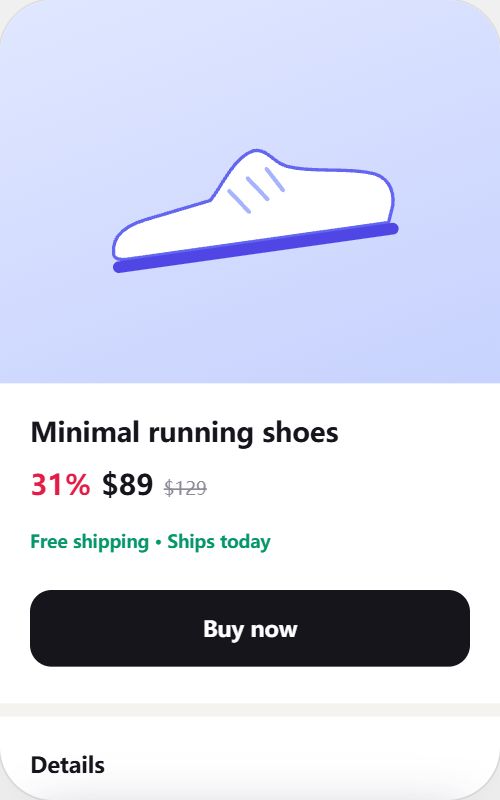 Minimal running shoes
31% $89 $129
Free shipping • Ships today
Buy now
Details